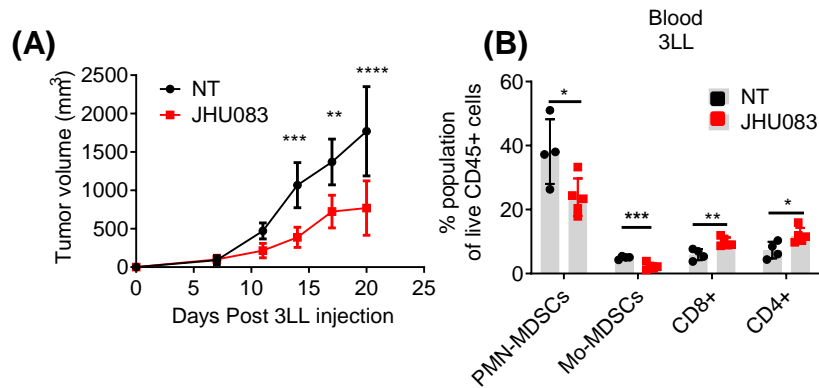 (A)
Tumor volume (mm³)
2500
2000
1500
1000
500
0
NT
JHU083
***
**
****
0
5
10
15
20
25
Days Post 3LL injection
(B)
Blood
3LL
% population
of live CD45+ cells
60
40
20
0
NT
JHU083
*
***
**
*
PMN-MDSCs
Mo-MDSCs
CD8+
CD4+